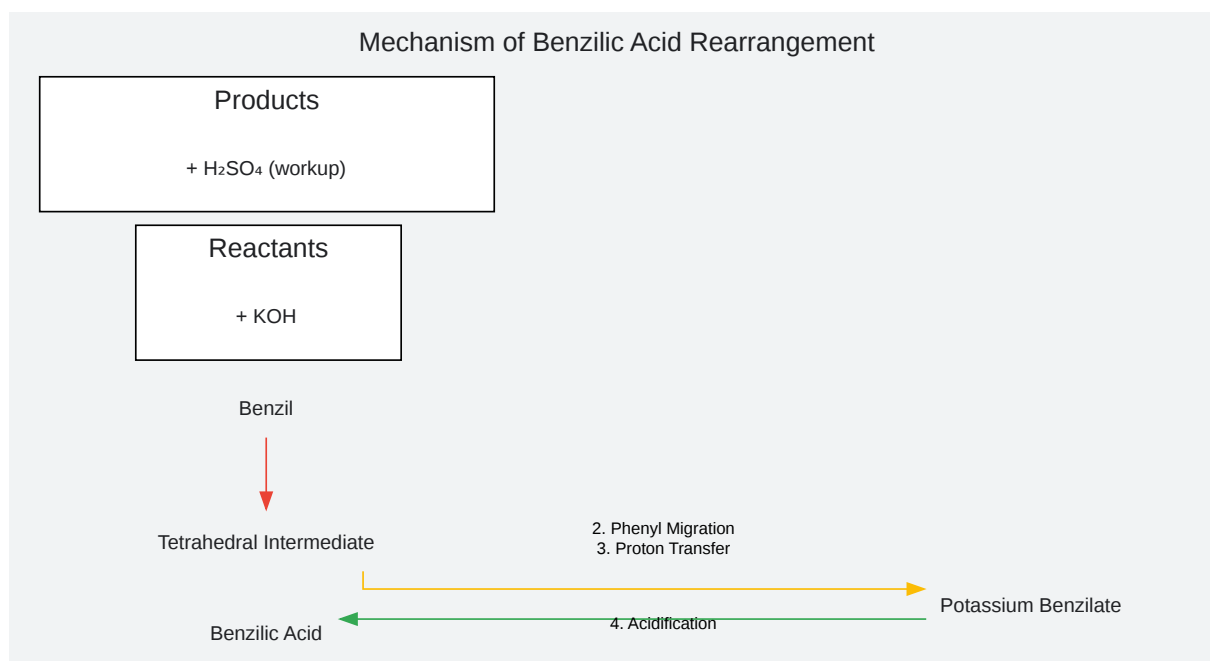 Mechanism of Benzilic Acid Rearrangement
Products
+ H₂SO₄ (workup)
Reactants
+ KOH
Benzil
Tetrahedral Intermediate
2. Phenyl Migration
3. Proton Transfer
Potassium Benzilate
4. Acidification
Benzilic Acid